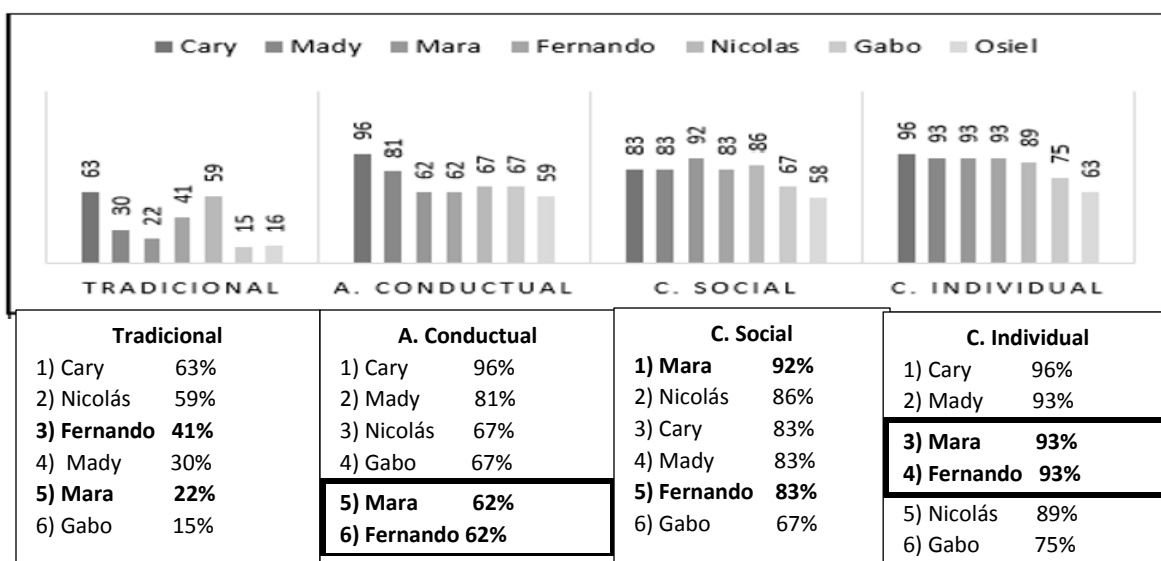 Cary Mady Mara Fernando Nicolas Gabo Osiel
63 30 22 41 59 15 16
96 81 62 62 67 67 59
83 83 92 83 86 67 58
96 93 93 93 89 75 63
TRADICIONAL A. CONDUCTUAL C. SOCIAL C. INDIVIDUAL
Tradicional
1) Cary 63%
2) Nicolás 59%
3) Fernando 41%
4) Mady 30%
5) Mara 22%
6) Gabo 15%
A. Conductual
1) Cary 96%
2) Mady 81%
3) Nicolás 67%
4) Gabo 67%
5) Mara 62%
6) Fernando 62%
C. Social
1) Mara 92%
2) Nicolás 86%
3) Cary 83%
4) Mady 83%
5) Fernando 83%
6) Gabo 67%
C. Individual
1) Cary 96%
2) Mady 93%
3) Mara 93%
4) Fernando 93%
5) Nicolás 89%
6) Gabo 75%